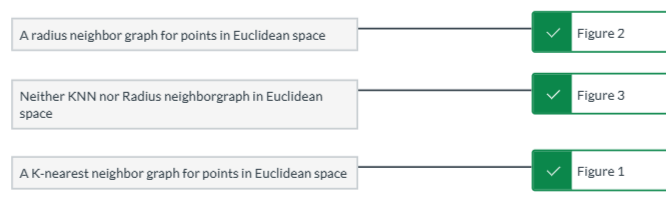 A radius neighbor graph for points in Euclidean space
Figure 2
Neither KNN nor Radius neighborgraph in Euclidean
space
Figure 3
A K-nearest neighbor graph for points in Euclidean space
Figure 1